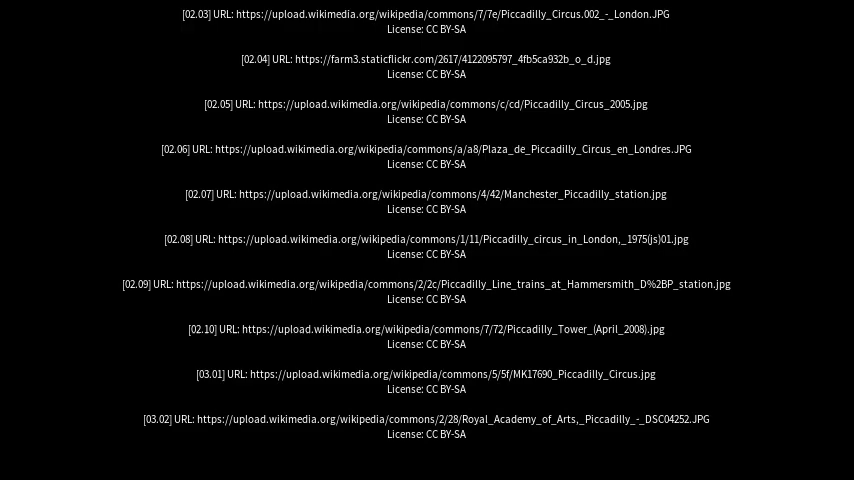 [02.03] URL: https://upload.wikimedia.org/wikipedia/commons/7/7e/Piccadilly_Circus.002_-_London.JPG
License: CC BY-SA
[02.04] URL: https://farm3.staticflickr.com/2617/4122095797_4fb5ca932b_o_d.jpg
License: CC BY-SA
[02.05] URL: https://upload.wikimedia.org/wikipedia/commons/c/cd/Piccadilly_Circus_2005.jpg
License: CC BY-SA
[02.06] URL: https://upload.wikimedia.org/wikipedia/commons/a/a8/Plaza_de_Piccadilly_Circus_en_Londres.JPG
License: CC BY-SA
[02.07] URL: https://upload.wikimedia.org/wikipedia/commons/4/42/Manchester_Piccadilly_station.jpg
License: CC BY-SA
[02.08] URL: https://upload.wikimedia.org/wikipedia/commons/1/11/Piccadilly_circus_in_London,_1975(js)01.jpg
License: CC BY-SA
[02.09] URL: https://upload.wikimedia.org/wikipedia/commons/2/2c/Piccadilly_Line_trains_at_Hammersmith_D%2BP_station.jpg
License: CC BY-SA
[02.10] URL: https://upload.wikimedia.org/wikipedia/commons/7/72/Piccadilly_Tower_(April_2008).jpg
License: CC BY-SA
[03.01] URL: https://upload.wikimedia.org/wikipedia/commons/5/5f/MK17690_Piccadilly_Circus.jpg
License: CC BY-SA
[03.02] URL: https://upload.wikimedia.org/wikipedia/commons/2/28/Royal_Academy_of_Arts,_Piccadilly_-_DSC04252.JPG
License: CC BY-SA